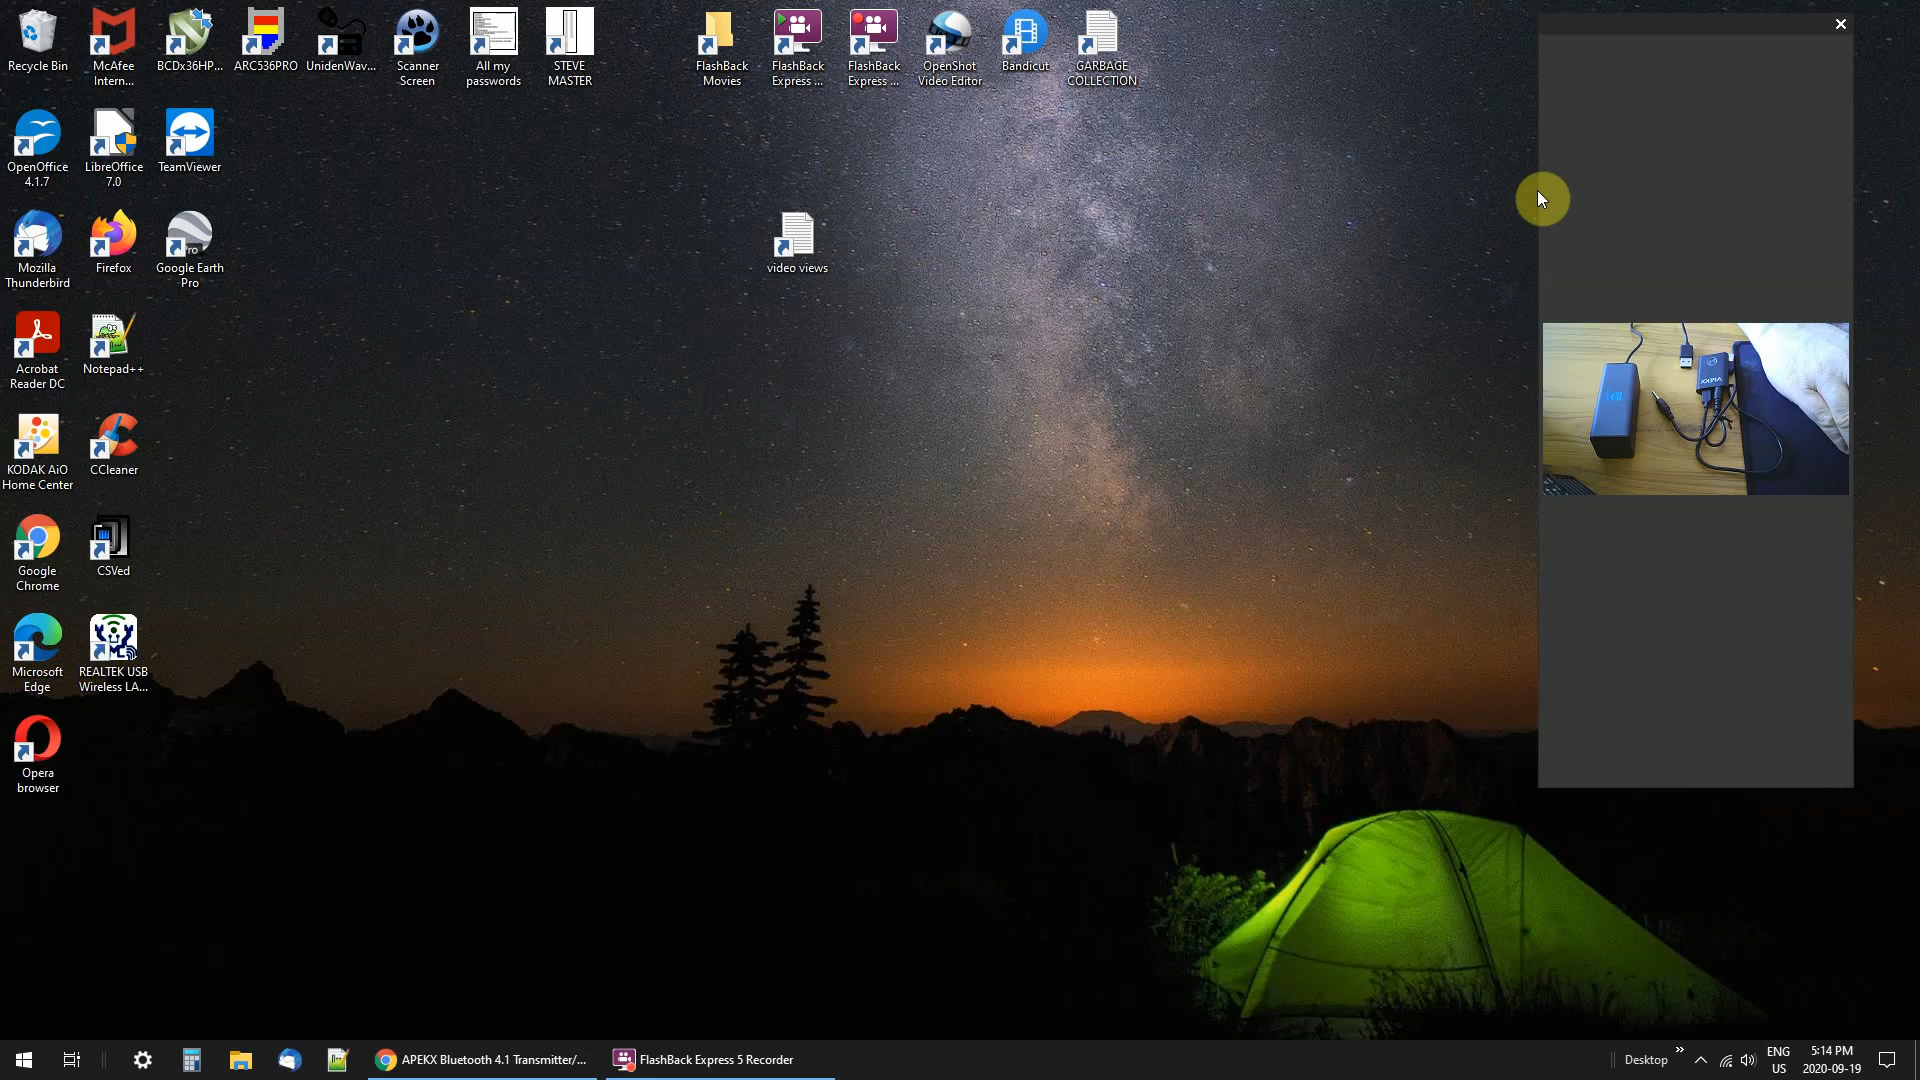 Recycle Bin
McAfee
Intern...
BCDx36HP...
ARC536PRO
UnidenWav...
Scanner
-Screen
All my
passwords
STEVE
MASTER
FlashBack
Movies
FlashBack
Express ...
FlashBack
Express ...
OpenShot
Video Editor
Bandicut
GARBAGE
COLLECTION
OpenOffice
4.1.7
LibreOffice
7.0
TeamViewer
Mozilla
Thunderbird
Firefox
Pro
Google Earth
Pro
video views
Acrobat
Reader DC
Notepad++
KODAK AiO
Home Center
CCleaner
Google
Chrome
CSVed
Microsoft
Edge
REALTEK USB
Wireless LA...
Opera
browser
APEKX Bluetooth 4.1 Transmitter/...
FlashBack Express 5 Recorder
Desktop
ENG
US
5:14 PM
2020-09-19